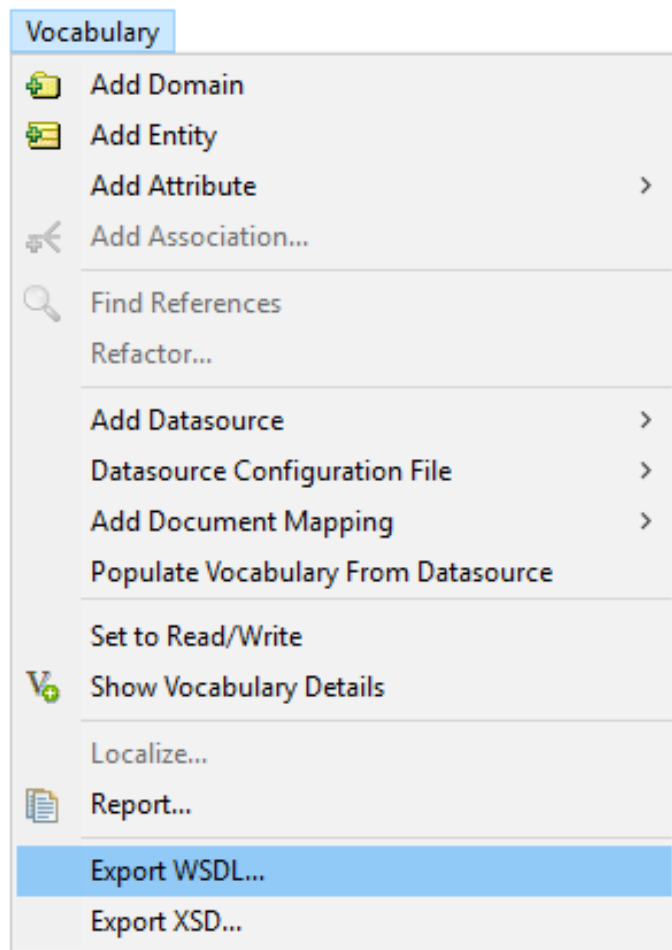 Vocabulary
Add Domain
Add Entity
Add Attribute
Add Association...
Find References
Refactor...
Add Datasource
Datasource Configuration File
Add Document Mapping
Populate Vocabulary From Datasource
Set to Read/Write
Show Vocabulary Details
Localize...
Report...
Export WSDL...
Export XSD...